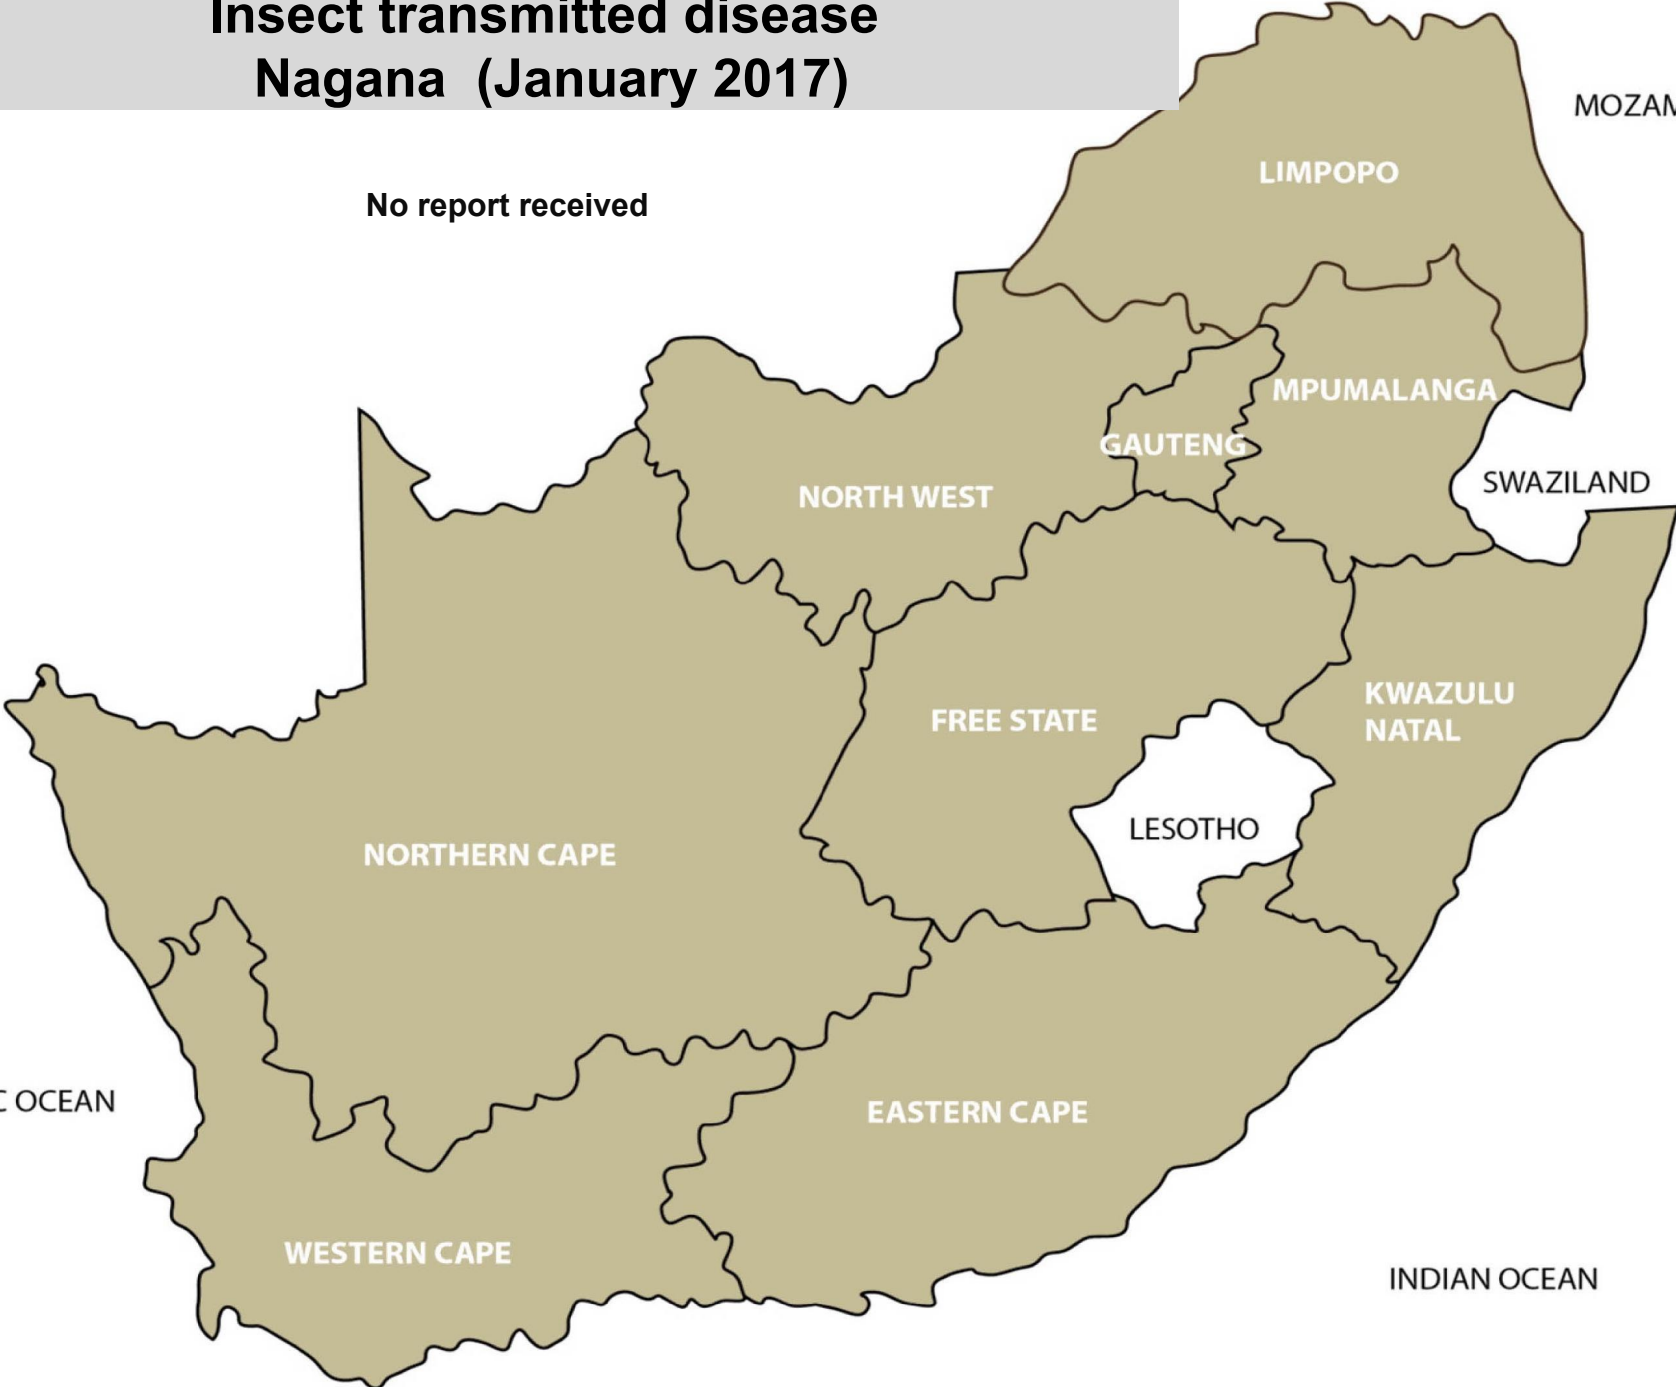 Insect transmitted disease
Nagana (January 2017)
MOZAM
LIMPOPO
No report received
MPUMALANGA
GAUTENG
SWAZILAND
NORTH WEST
KWAZULU
NATAL
FREE STATE
LESOTHO
NORTHERN CAPE
C OCEAN
EASTERN CAPE
WESTERN CAPE
INDIAN OCEAN